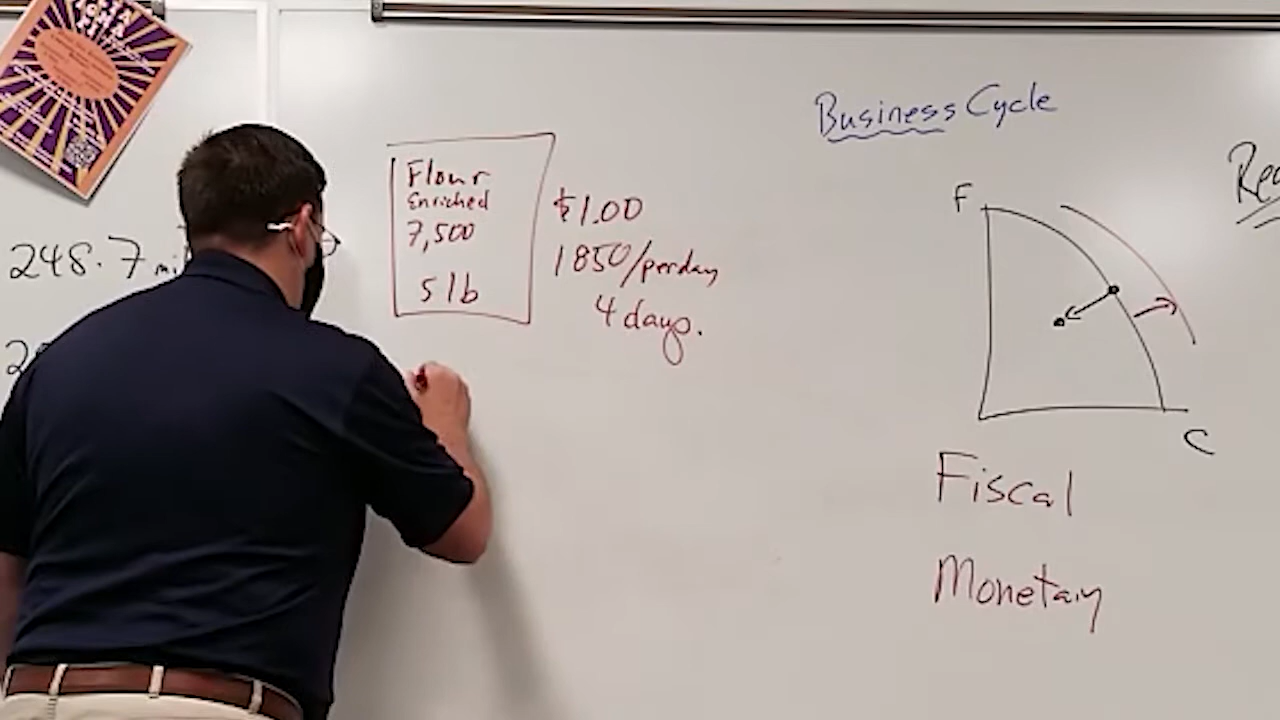 248.7 mi
Flour
Enriched
7,500
5 lb
$1.00
1850/perday
4 days.
Business Cycle
F
C
Fiscal
Monetary